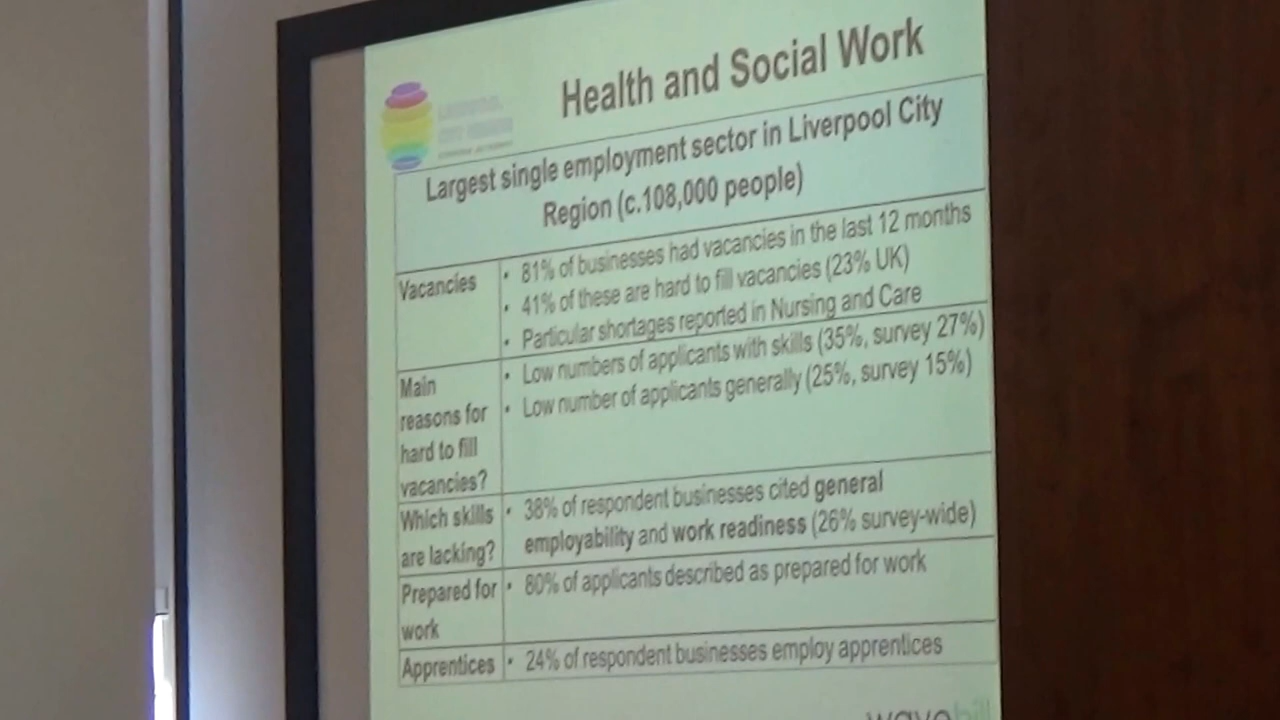 Health and Social Work
LIVERPOOL
CITY REGION
Largest single employment sector in Liverpool City
Region (c.108,000 people)
Vacancies
• 81% of businesses had vacancies in the last 12 months
• 41% of these are hard to fill vacancies (23% UK)
• Particular shortages reported in Nursing and Care
Main
reasons for
hard to fill
vacancies?
• Low numbers of applicants with skills (35%, survey 27%)
• Low number of applicants generally (25%, survey 15%)
Which skills
are lacking?
• 38% of respondent businesses cited general
employability and work readiness (26% survey-wide)
Prepared for
work
• 80% of applicants described as prepared for work
Apprentices
• 24% of respondent businesses employ apprentices
wavehill